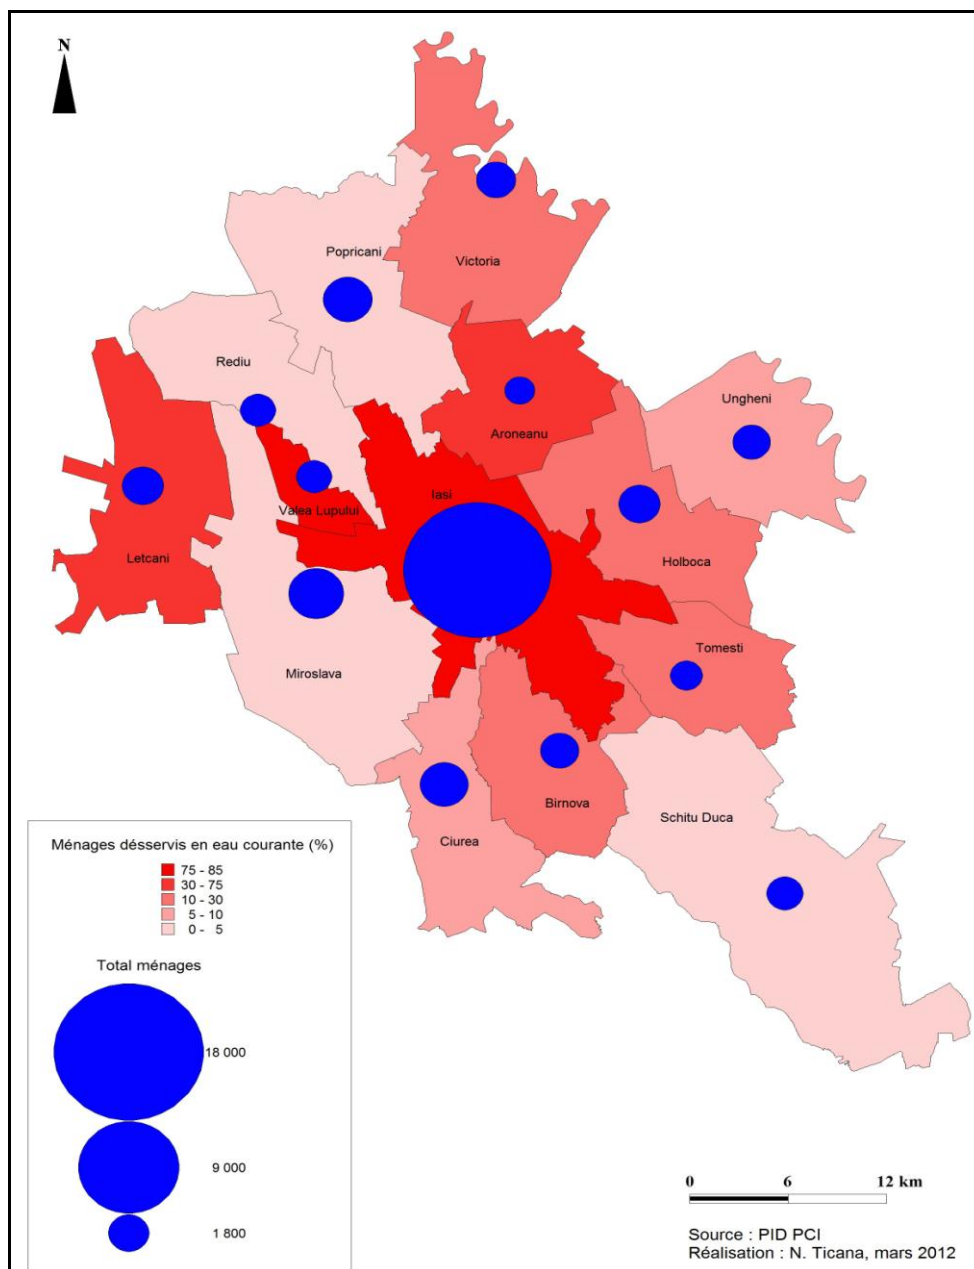 N
Popricani
Victoria
Rediu
Ungheni
Aroneanu
Iasi
Valea Lupului
Letcani
Holboca
Tomesti
Miroslava
Birnova
Schitu Duca
Ciurea
Ménages désservis en eau courante (%)
75 - 85
30 - 75
10 - 30
5 - 10
0 - 5
Total ménages
18 000
9 000
1 800
0 6 12 km
Source : PID PCI
Réalisation : N. Ticana, mars 2012